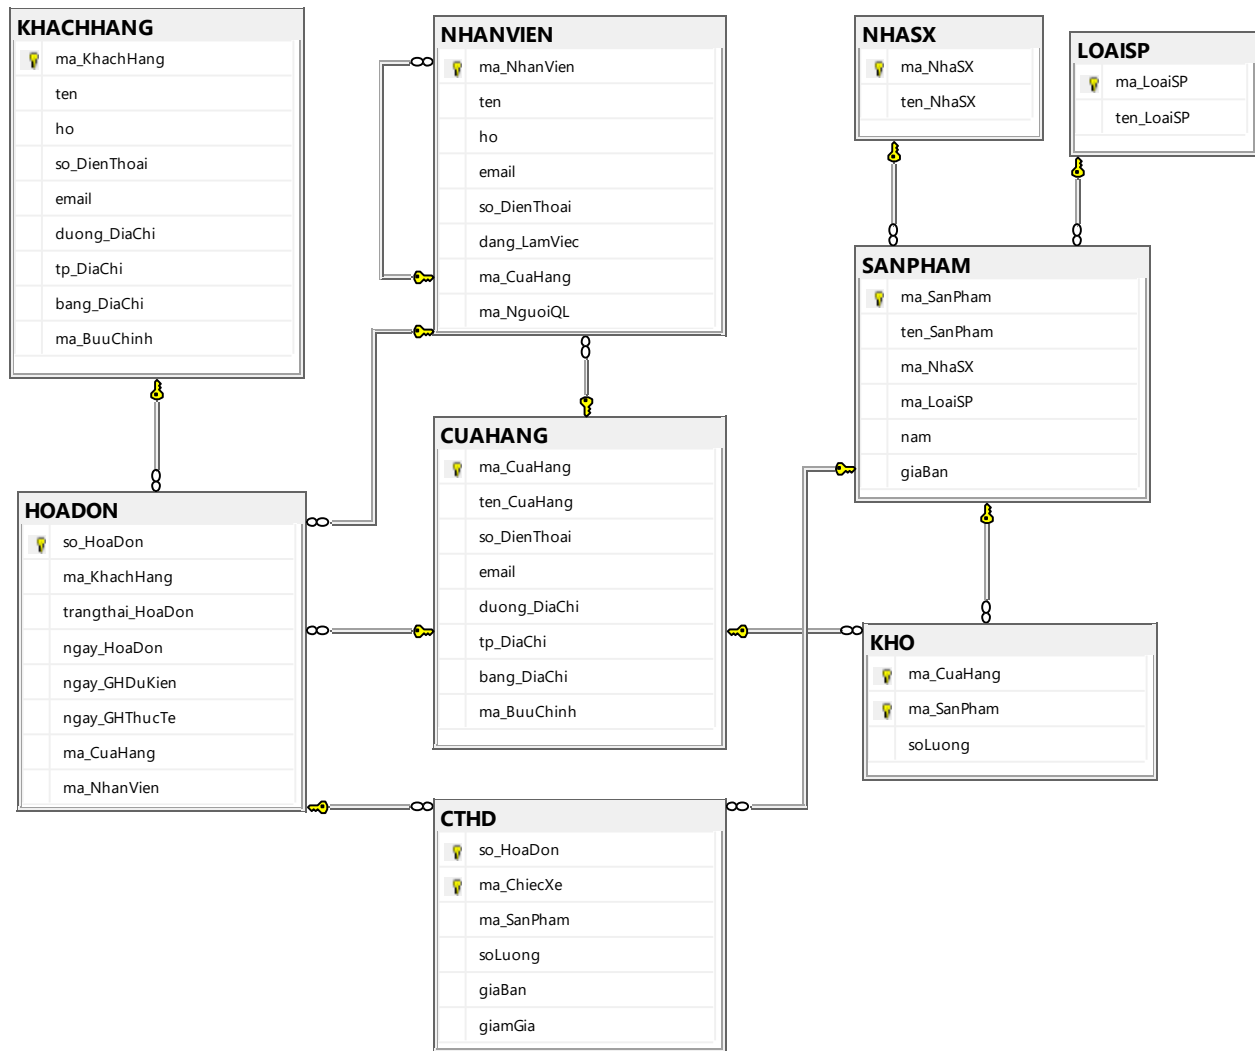 KHACHHANG
ma_KhachHang
ten
ho
so_DienThoai
email
duong_DiaChi
tp_DiaChi
bang_DiaChi
ma_BuuChinh
NHANVIEN
ma_NhanVien
ten
ho
email
so_DienThoai
dang_LamViec
ma_CuaHang
ma_NguoiQL
NHASX
ma_NhaSX
ten_NhaSX
LOAISP
ma_LoaiSP
ten_LoaiSP
SANPHAM
ma_SanPham
ten_SanPham
ma_NhaSX
ma_LoaiSP
nam
giaBan
HOADON
so_HoaDon
ma_KhachHang
trangthai_HoaDon
ngay_HoaDon
ngay_GHDuKien
ngay_GHThucTe
ma_CuaHang
ma_NhanVien
CUAHANG
ma_CuaHang
ten_CuaHang
so_DienThoai
email
duong_DiaChi
tp_DiaChi
bang_DiaChi
ma_BuuChinh
KHO
ma_CuaHang
ma_SanPham
soLuong
CTHD
so_HoaDon
ma_ChiecXe
ma_SanPham
soLuong
giaBan
giamGia